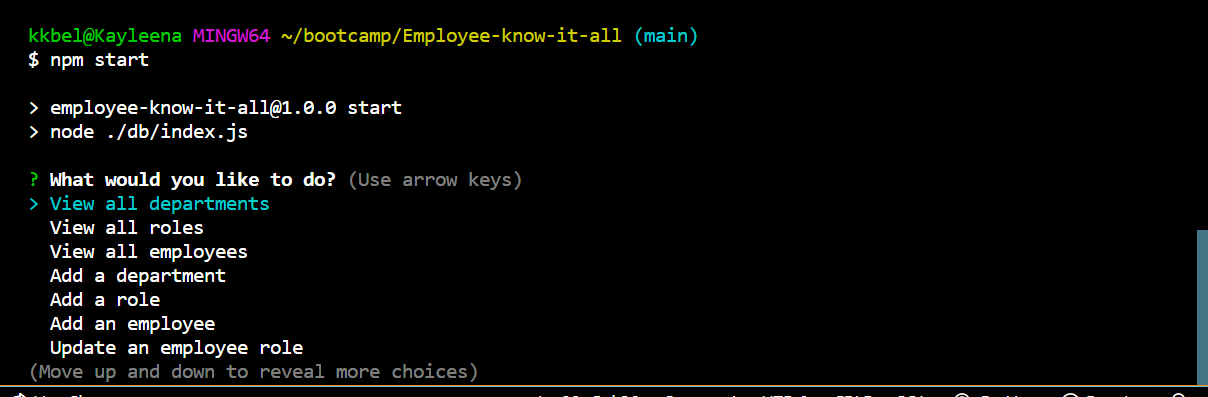 kkbel@Kayleena MINGW64 ~/bootcamp/Employee-know-it-all (main)
$ npm start
> employee-know-it-all@1.0.0 start
> node ./db/index.js
? What would you like to do? (Use arrow keys)
> View all departments
View all roles
View all employees
Add a department
Add a role
Add an employee
Update an employee role
(Move up and down to reveal more choices)